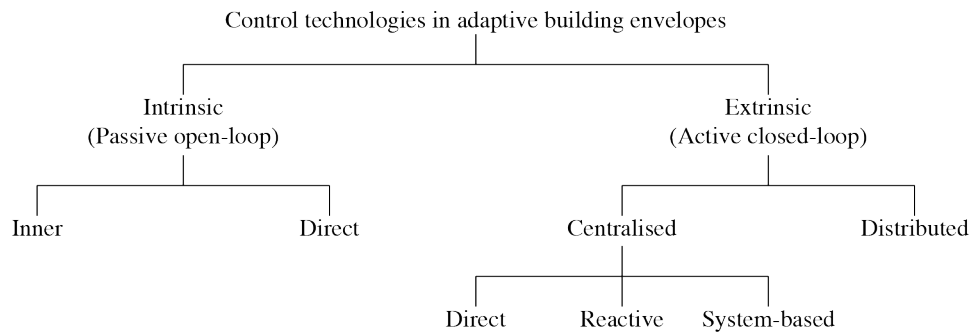 Control technologies in adaptive building envelopes
Intrinsic
(Passive open-loop)
Extrinsic
(Active closed-loop)
Inner
Direct
Centralised
Distributed
Direct
Reactive
System-based